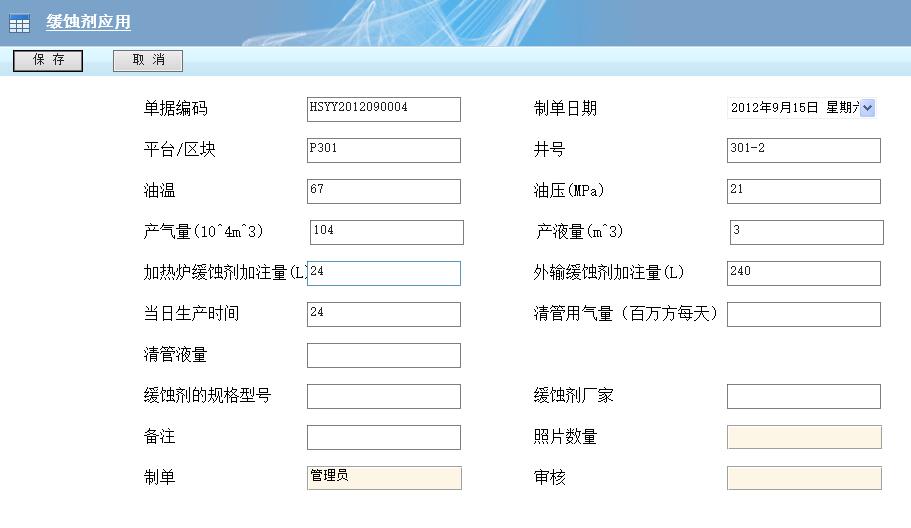 缓蚀剂应用
保 存 取 消
单据编码 HSYY2012090004 制单日期 2012年9月15日 星期六
平台/区块 P301 井号 301-2
油温 67 油压(MPa) 21
产气量(10^4m^3) 104 产液量(m^3) 3
加热炉缓蚀剂加注量(L) 24 外输缓蚀剂加注量(L) 240
当日生产时间 24 清管用气量（百万方每天）
清管液量
缓蚀剂的规格型号 缓蚀剂厂家
备注 照片数量
制单 管理员 审核